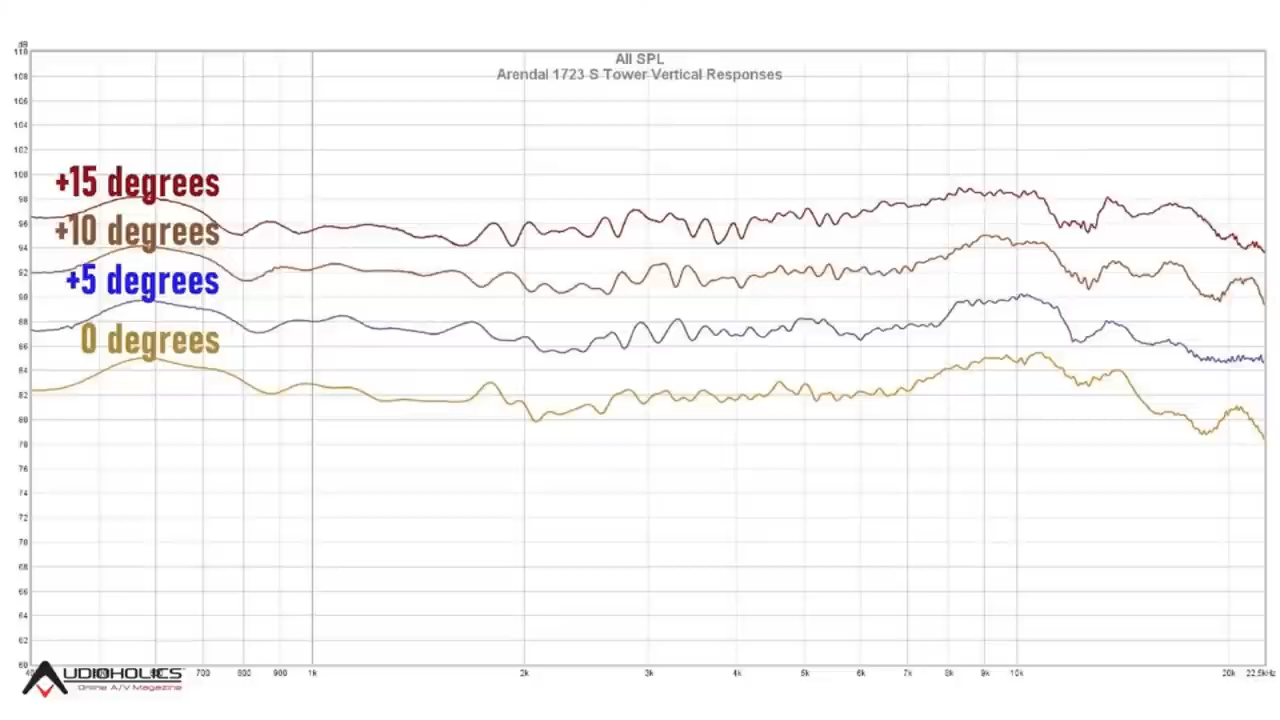 dB
All SPL
Arendal 1723 S Tower Vertical Responses
110
108
106
104
102
100
98
96
94
92
90
88
86
84
82
80
78
76
74
72
70
68
66
64
62
60
+15 degrees
+10 degrees
+5 degrees
0 degrees
700 800 900 1k 2k 3k 4k 5k 6k 7k 8k 9k 10k 20k 22.5kHz
AUDIOHOLICS
Online A/V Magazine